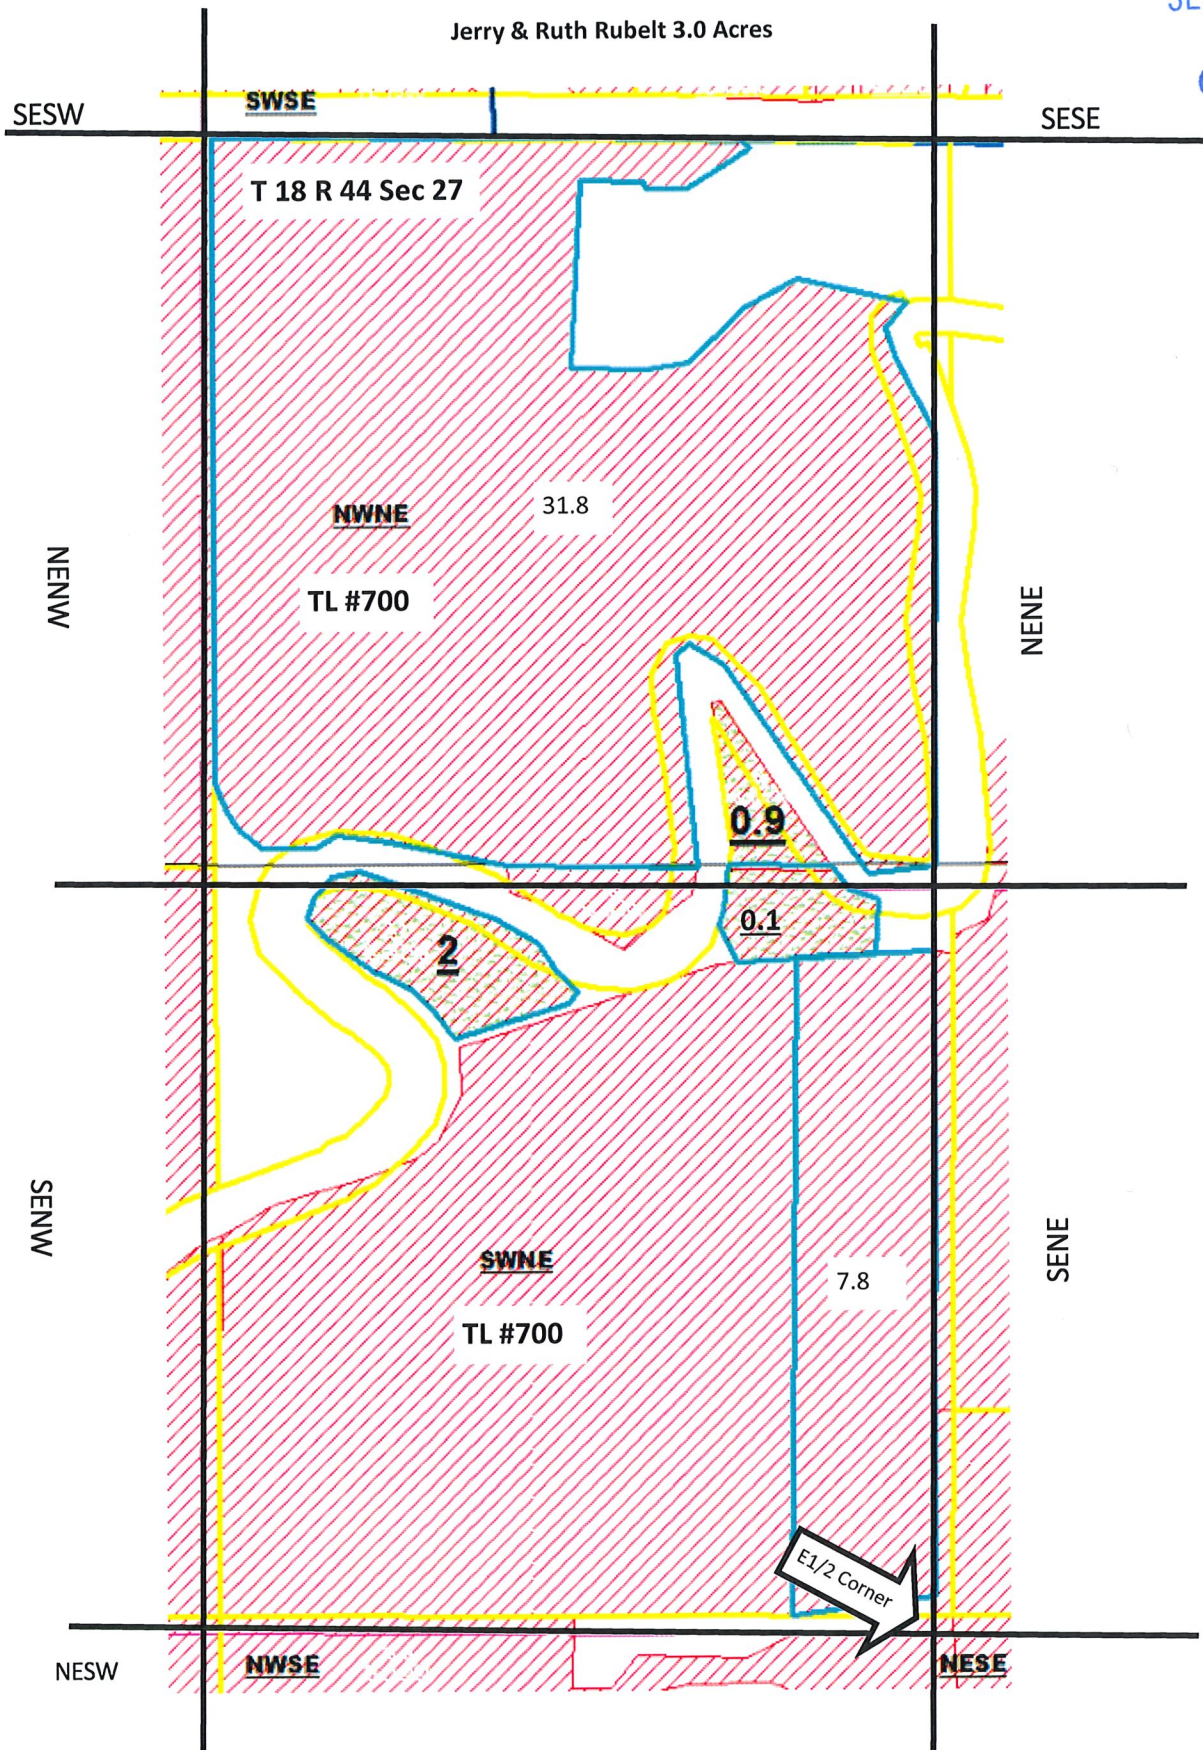 Jerry & Ruth Rubelt 3.0 Acres
SWSE
SESW
SESE
T 18 R 44 Sec 27
NWNE
31.8
NENW
TL #700
NENE
0.9
0.1
2
SENW
SENE
SWNE
7.8
TL #700
E1/2 Corner
NESW
NWSE
NESE